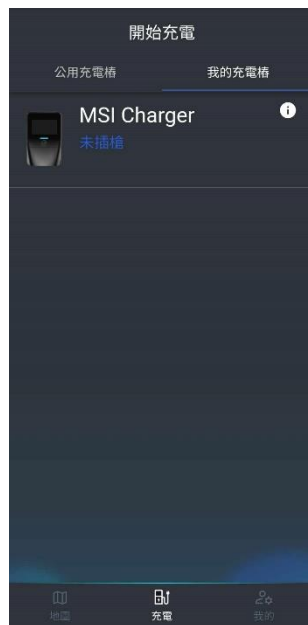 開始充電
公用充電樁
我的充電樁
MSI Charger
未插槍
地圖
充電
我的